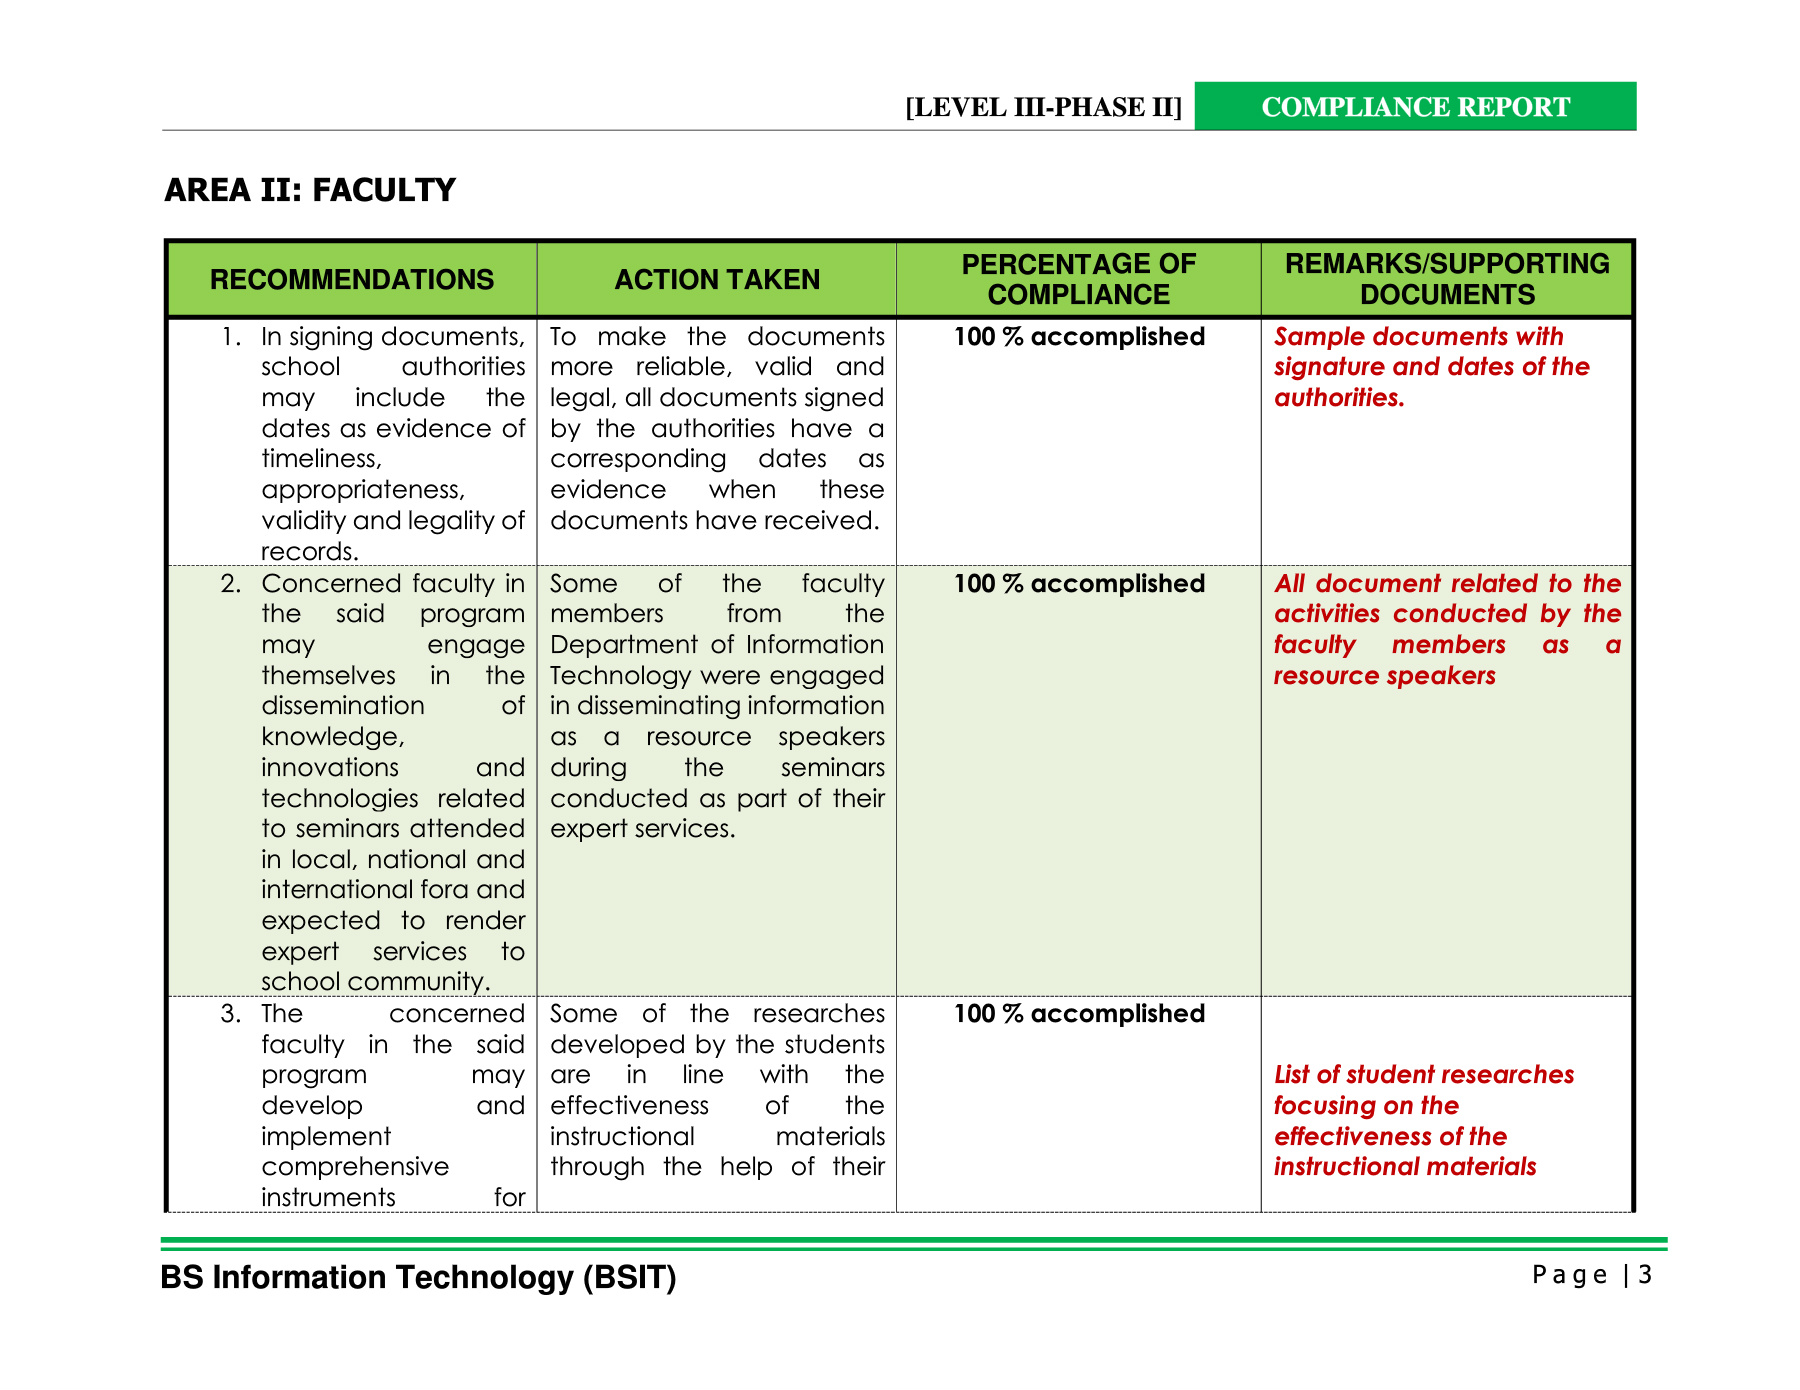 [LEVEL III-PHASE II] COMPLIANCE REPORT
AREA II: FACULTY
RECOMMENDATIONS
ACTION TAKEN
PERCENTAGE OF
COMPLIANCE
REMARKS/SUPPORTING
DOCUMENTS
1. In signing documents,
school authorities
may include the
dates as evidence of
timeliness,
appropriateness,
validity and legality of
records.
To make the documents
more reliable, valid and
legal, all documents signed
by the authorities have a
corresponding dates as
evidence when these
documents have received.
100 % accomplished
Sample documents with
signature and dates of the
authorities.
2. Concerned faculty in
the said program
may engage
themselves in the
dissemination of
knowledge,
innovations and
technologies related
to seminars attended
in local, national and
international fora and
expected to render
expert services to
school community.
Some of the faculty
members from the
Department of Information
Technology were engaged
in disseminating information
as a resource speakers
during the seminars
conducted as part of their
expert services.
100 % accomplished
All document related to the
activities conducted by the
faculty members as a
resource speakers
3. The concerned
faculty in the said
program may
develop and
implement
comprehensive
instruments for
Some of the researches
developed by the students
are in line with the
effectiveness of the
instructional materials
through the help of their
100 % accomplished
List of student researches
focusing on the
effectiveness of the
instructional materials
BS Information Technology (BSIT)
Page | 3